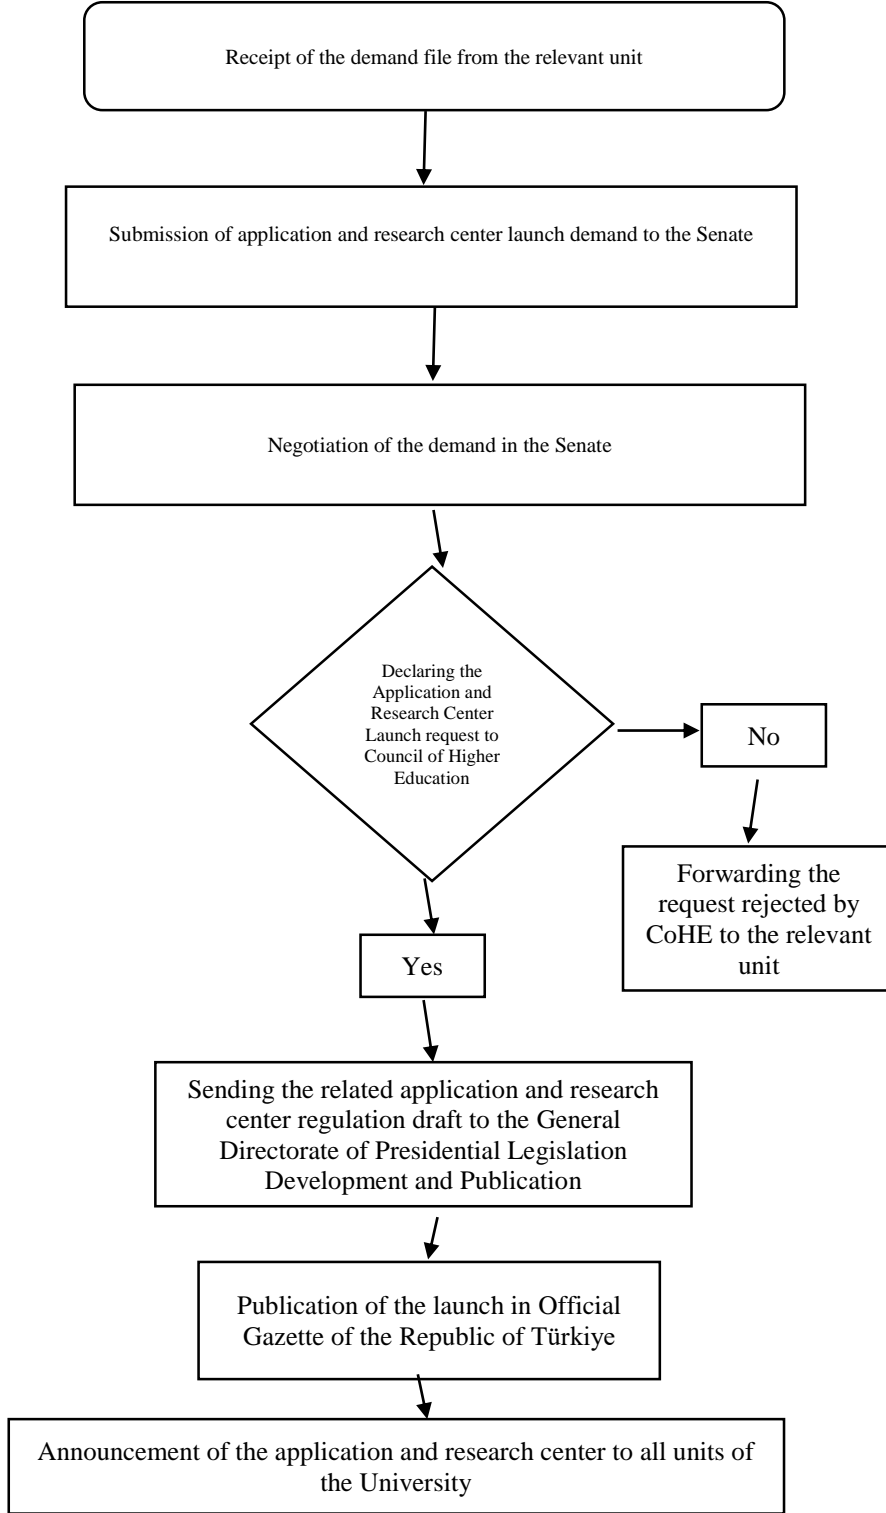 Receipt of the demand file from the relevant unit
Submission of application and research center launch demand to the Senate
Negotiation of the demand in the Senate
Declaring the
Application and
Research Center
Launch request to
Council of Higher
Education
No
Forwarding the
request rejected by
CoHE to the relevant
unit
Yes
Sending the related application and research
center regulation draft to the General
Directorate of Presidential Legislation
Development and Publication
Publication of the launch in Official
Gazette of the Republic of Türkiye
Announcement of the application and research center to all units of
the University